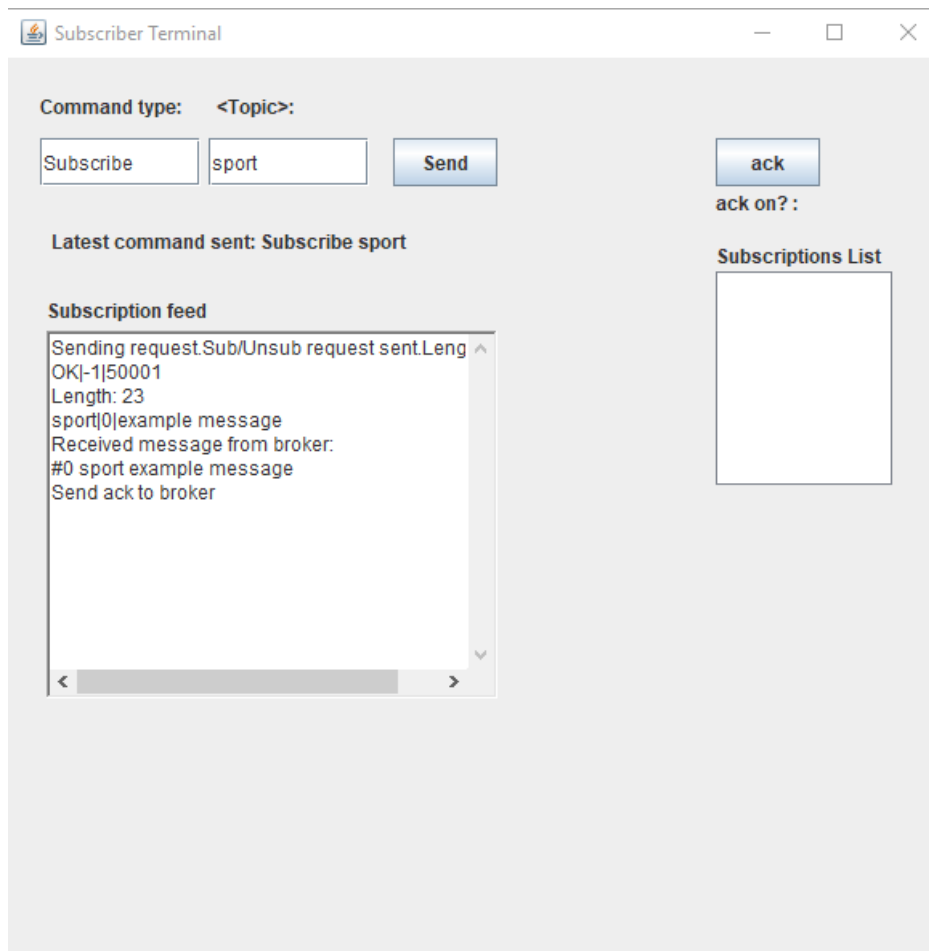 Subscriber Terminal
Command type: <Topic>:
Subscribe sport Send ack
ack on? :
Latest command sent: Subscribe sport
Subscriptions List
Subscription feed
Sending request.Sub/Unsub request sent.Leng
OK|-1|50001
Length: 23
sport|0|example message
Received message from broker:
#0 sport example message
Send ack to broker